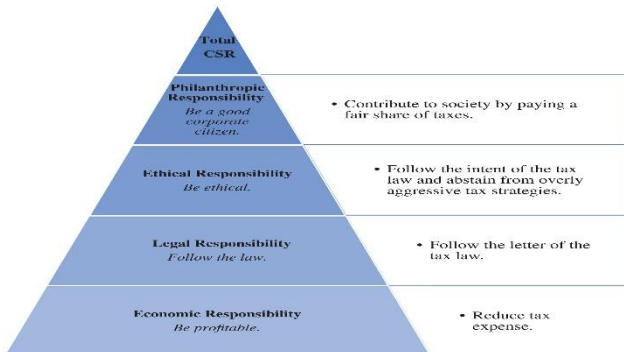 Total
CSR
Philanthropic
Responsibility
Be a good
corporate
citizen.
• Contribute to society by paying a
fair share of taxes.
Ethical Responsibility
Be ethical.
• Follow the intent of the tax
law and abstain from overly
aggressive tax strategies.
Legal Responsibility
Follow the law.
• Follow the letter of the
tax law.
Economic Responsibility
Be profitable.
• Reduce tax
expense.